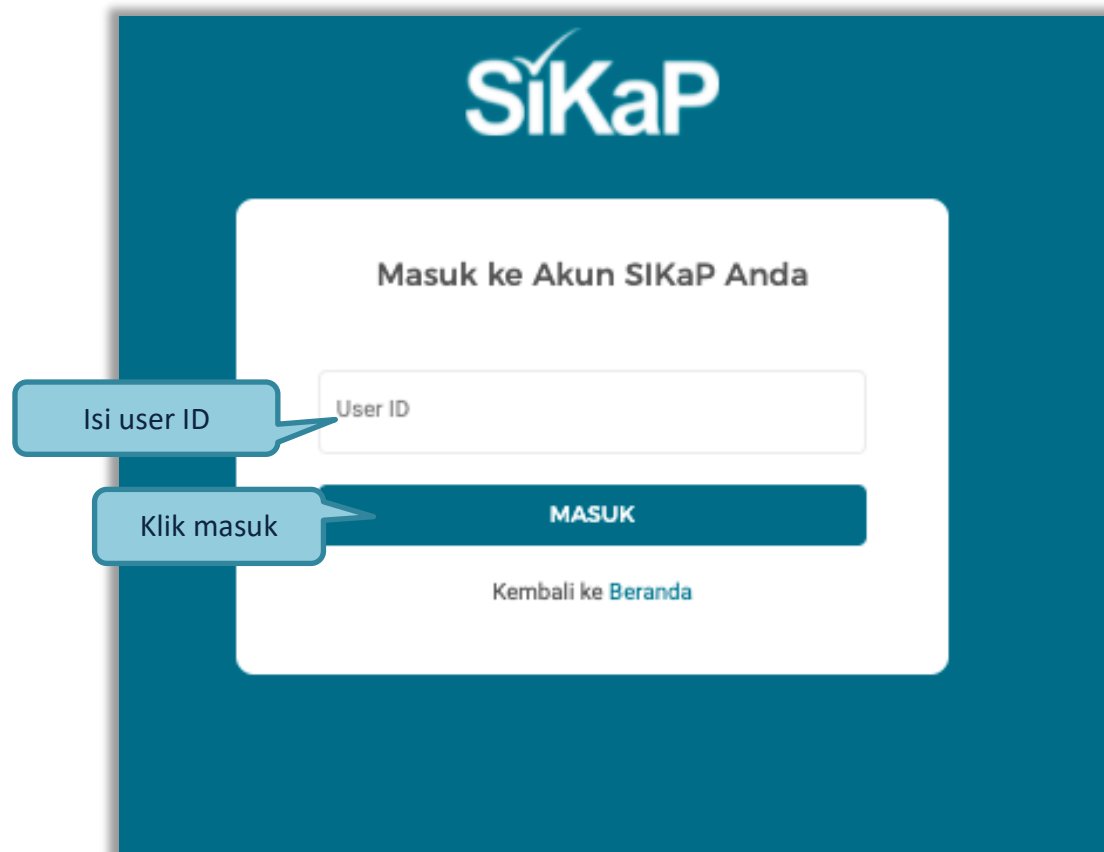 SiKaP
Masuk ke Akun SIKaP Anda
Isi user ID
User ID
Klik masuk
MASUK
Kembali ke Beranda